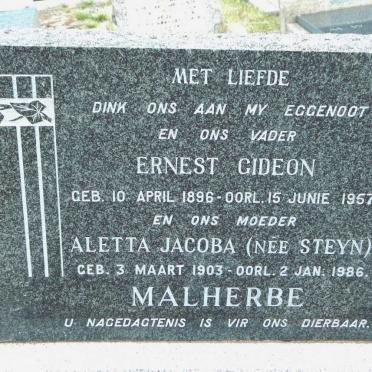 MET LIEFDE
DINK ONS AAN MY EGGENOOT
EN ONS VADER
ERNEST GIDEON
GEB. 10 APRIL 1896 - OORL. 15 JUNIE 1957
EN ONS MOEDER
ALETTA JACOBA (NÉE STEYN)
GEB. 3 MAART 1903 - OORL. 2 JAN. 1986.
MALHERBE
U NAGEDAGTENIS IS VIR ONS DIERBAAR.